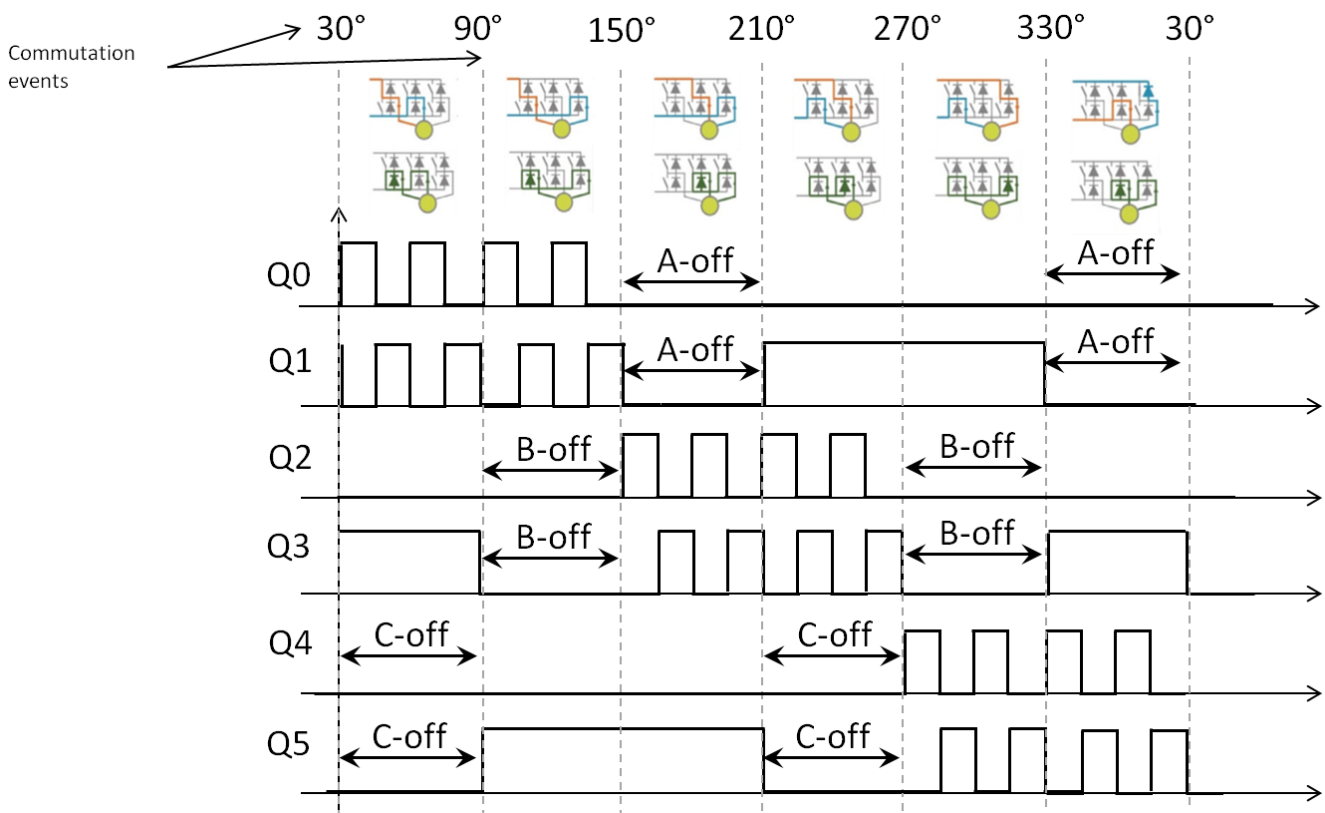 30° 90° 150° 210° 270° 330° 30°
Commutation
events
Q0 A-off A-off
Q1 A-off A-off
Q2 B-off B-off
Q3 B-off B-off
Q4 C-off C-off
Q5 C-off C-off